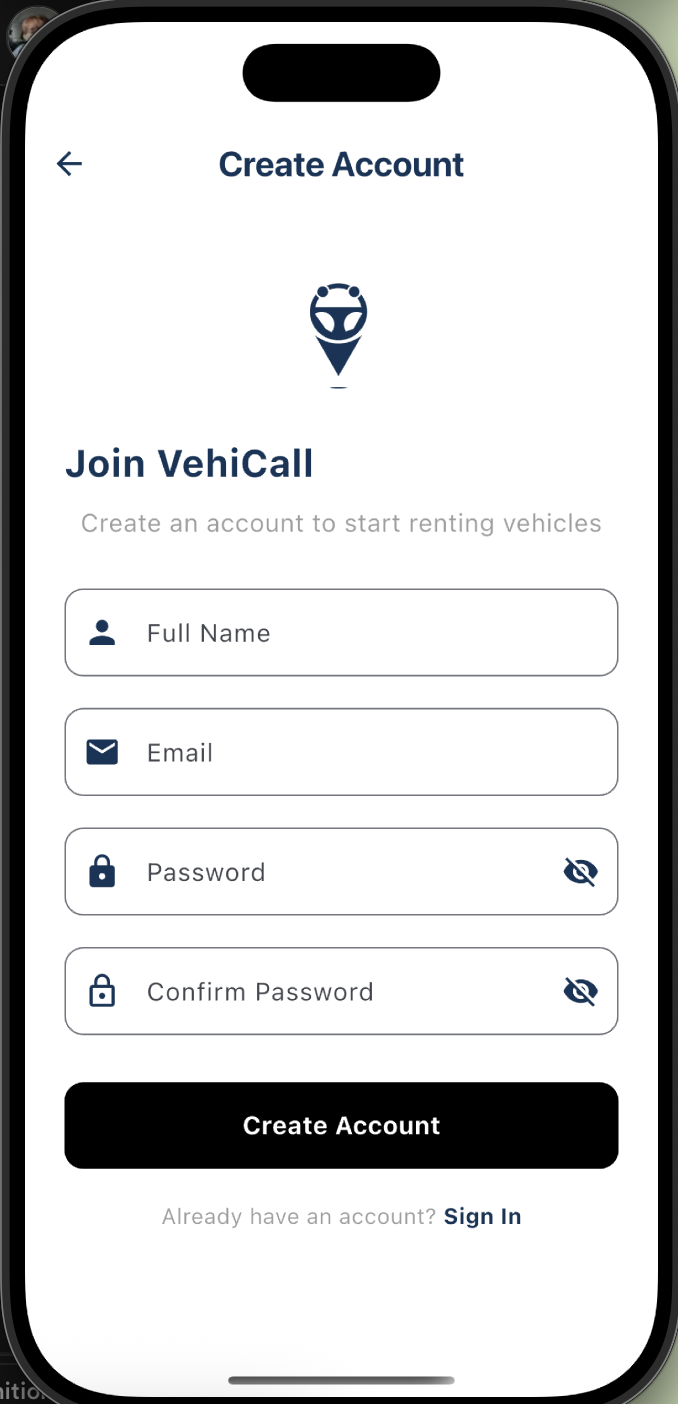 Create Account
Join VehiCall
Create an account to start renting vehicles
Full Name
Email
Password
Confirm Password
Create Account
Already have an account? Sign In